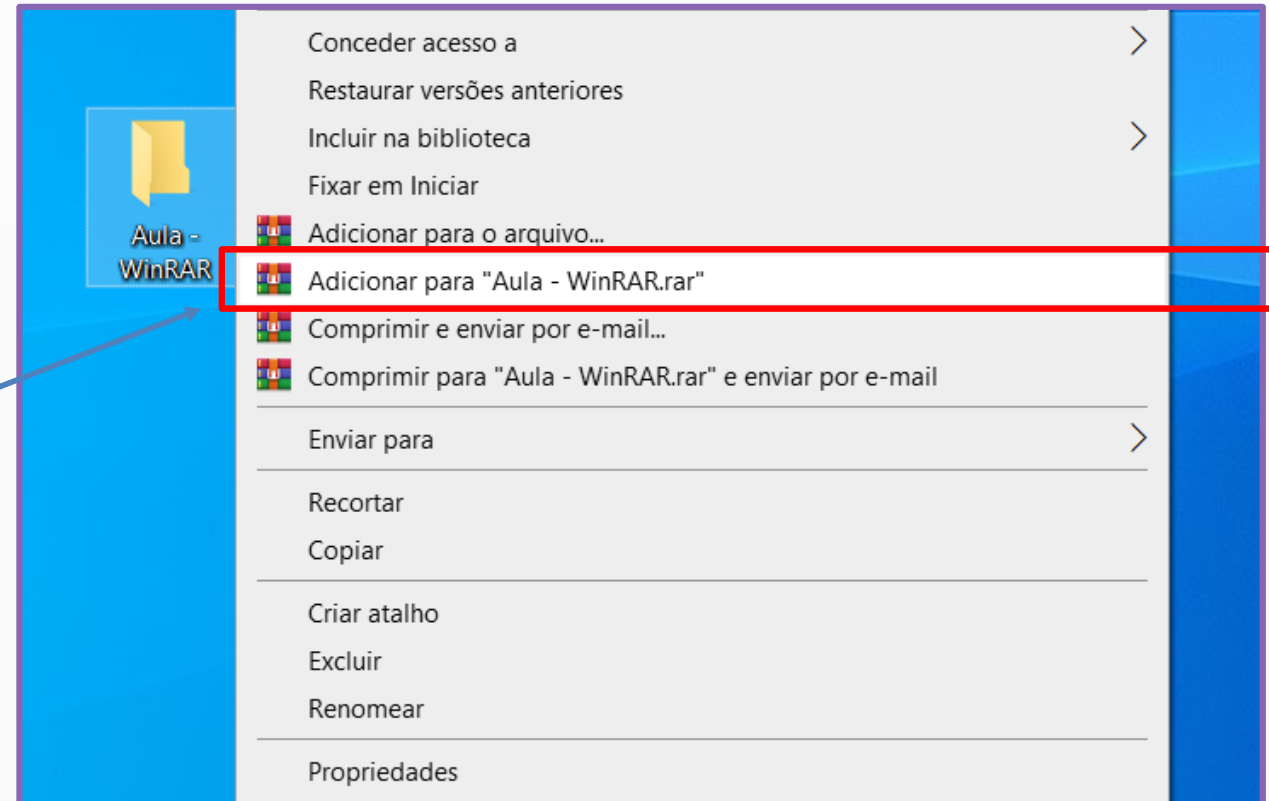 Conceder acesso a
Restaurar versões anteriores
Incluir na biblioteca
Fixar em Iniciar
Aula -
WinRAR
Adicionar para o arquivo...
Adicionar para "Aula - WinRAR.rar"
Comprimir e enviar por e-mail...
Comprimir para "Aula - WinRAR.rar" e enviar por e-mail
Enviar para
Recortar
Copiar
Criar atalho
Excluir
Renomear
Propriedades